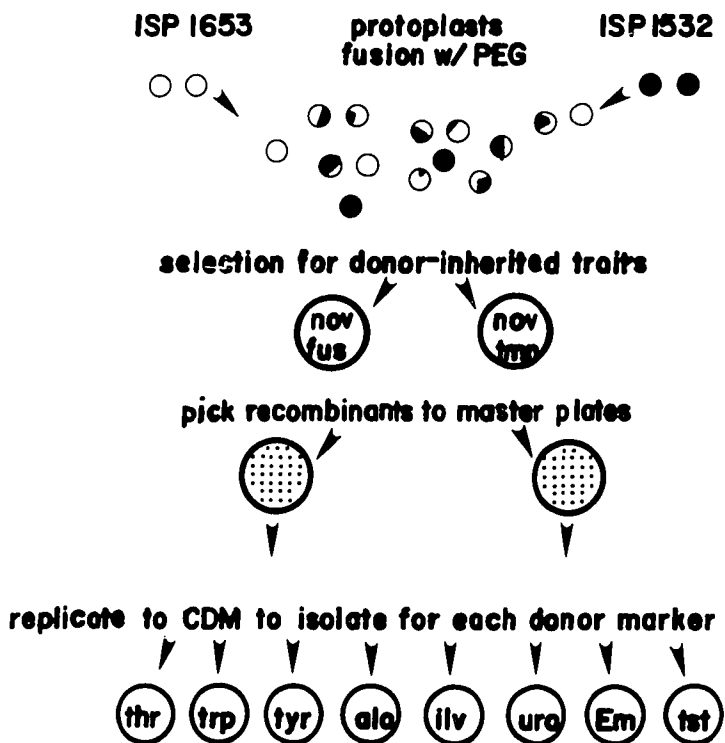 ISP 1653 protoplasts ISP 1532
fusion w/ PEG
selection for donor-inherited traits
nov nov
fus tmp
pick recombinants to master plates
replicate to CDM to isolate for each donor marker
thr trp tyr ala ilv ura Em tst